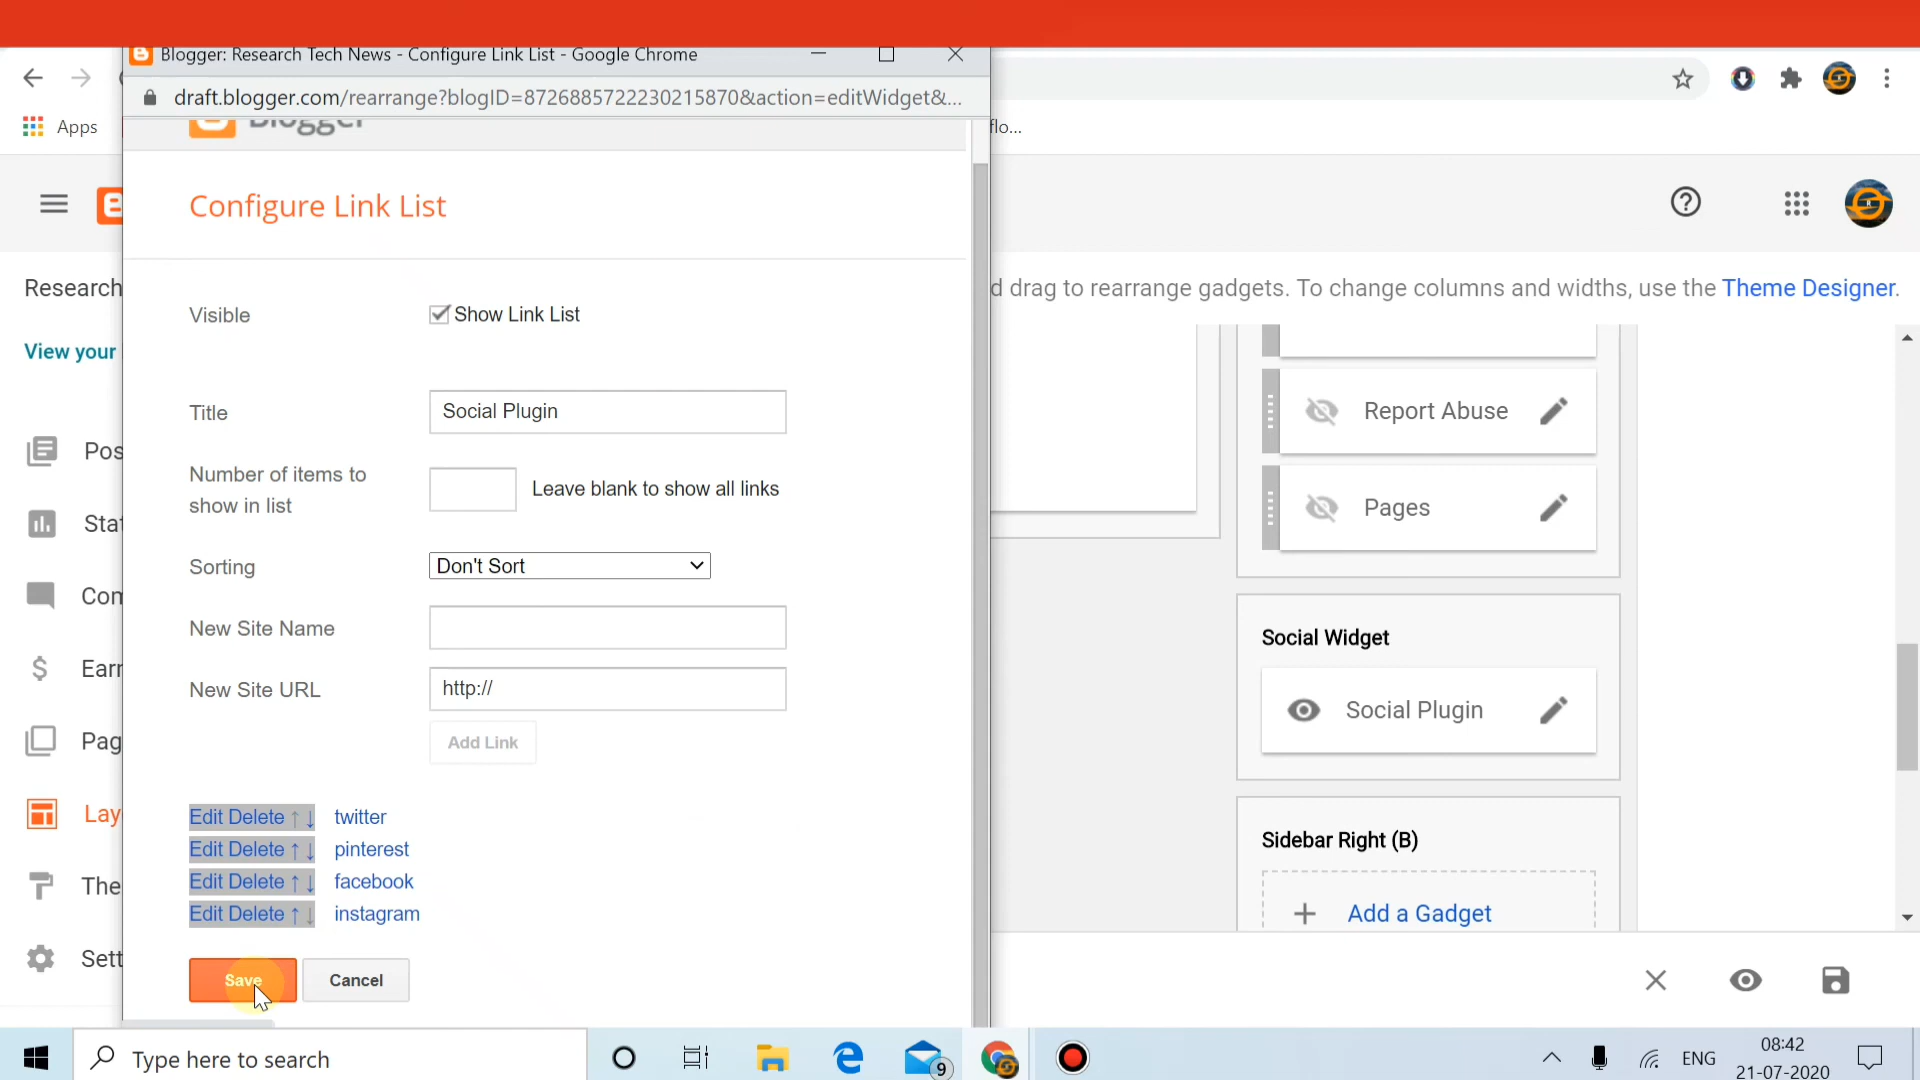 Blogger: Research Tech News - Configure Link List - Google Chrome
draft.blogger.com/rearrange?blogID=8726885722230215870&action=editWidget&...
Apps
flo...
Blogger
Configure Link List
Research
d drag to rearrange gadgets. To change columns and widths, use the Theme Designer.
View your
Visible
Show Link List
Title
Social Plugin
Number of items to
show in list
Leave blank to show all links
Sorting
Don't Sort
New Site Name
New Site URL
http://
Add Link
Edit Delete ↑ ↓ twitter
Edit Delete ↑ ↓ pinterest
Edit Delete ↑ ↓ facebook
Edit Delete ↑ ↓ instagram
Save
Cancel
Pos
Stat
Com
Earr
Pag
Lay
The
Sett
Report Abuse
Pages
Social Widget
Social Plugin
Sidebar Right (B)
Add a Gadget
Type here to search
9
ENG
08:42
21-07-2020